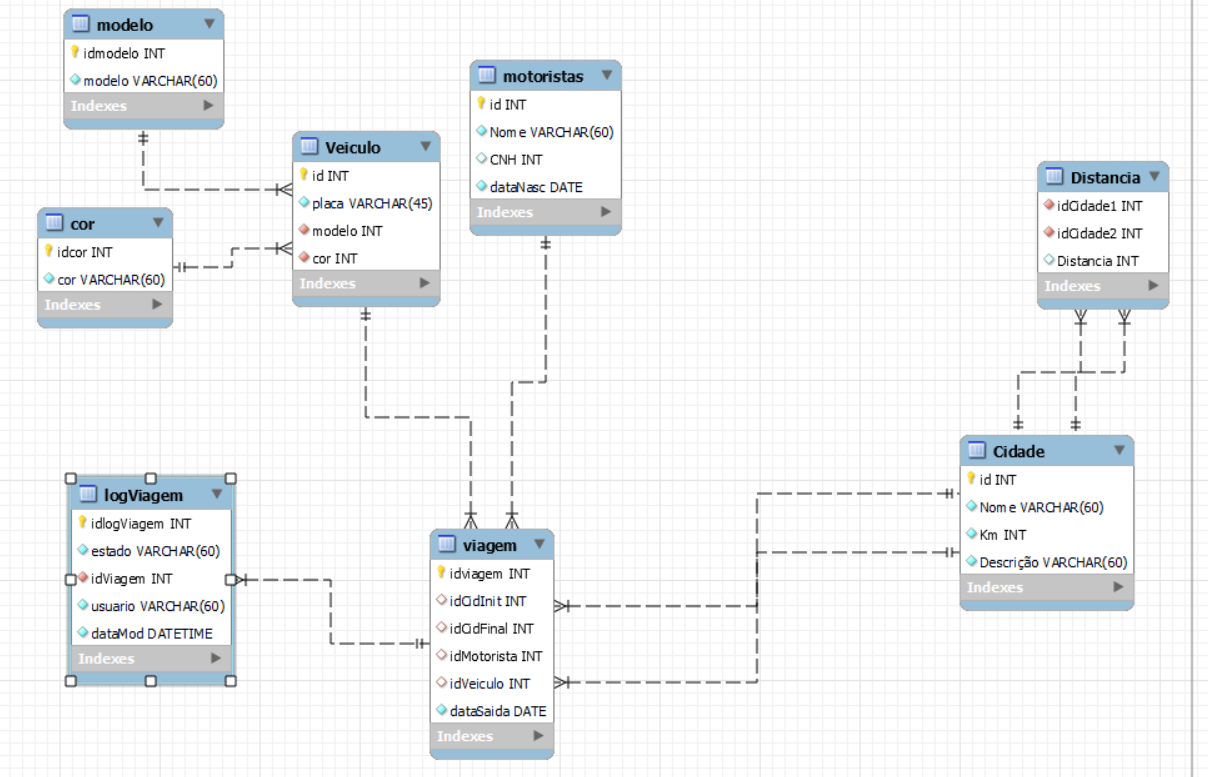 modelo
idmodelo INT
modelo VARCHAR(60)
Indexes
cor
idcor INT
cor VARCHAR(60)
Indexes
Veiculo
id INT
placa VARCHAR(45)
modelo INT
cor INT
Indexes
motoristas
id INT
Nome VARCHAR(60)
CNH INT
dataNasc DATE
Indexes
Distancia
idCidade1 INT
idCidade2 INT
Distancia INT
Indexes
Cidade
id INT
Nome VARCHAR(60)
Km INT
Descrição VARCHAR(60)
Indexes
logViagem
idlogViagem INT
estado VARCHAR(60)
idViagem INT
usuario VARCHAR(60)
dataMod DATETIME
Indexes
viagem
idviagem INT
idCidInit INT
idCidFinal INT
idMotorista INT
idVeiculo INT
dataSaida DATE
Indexes